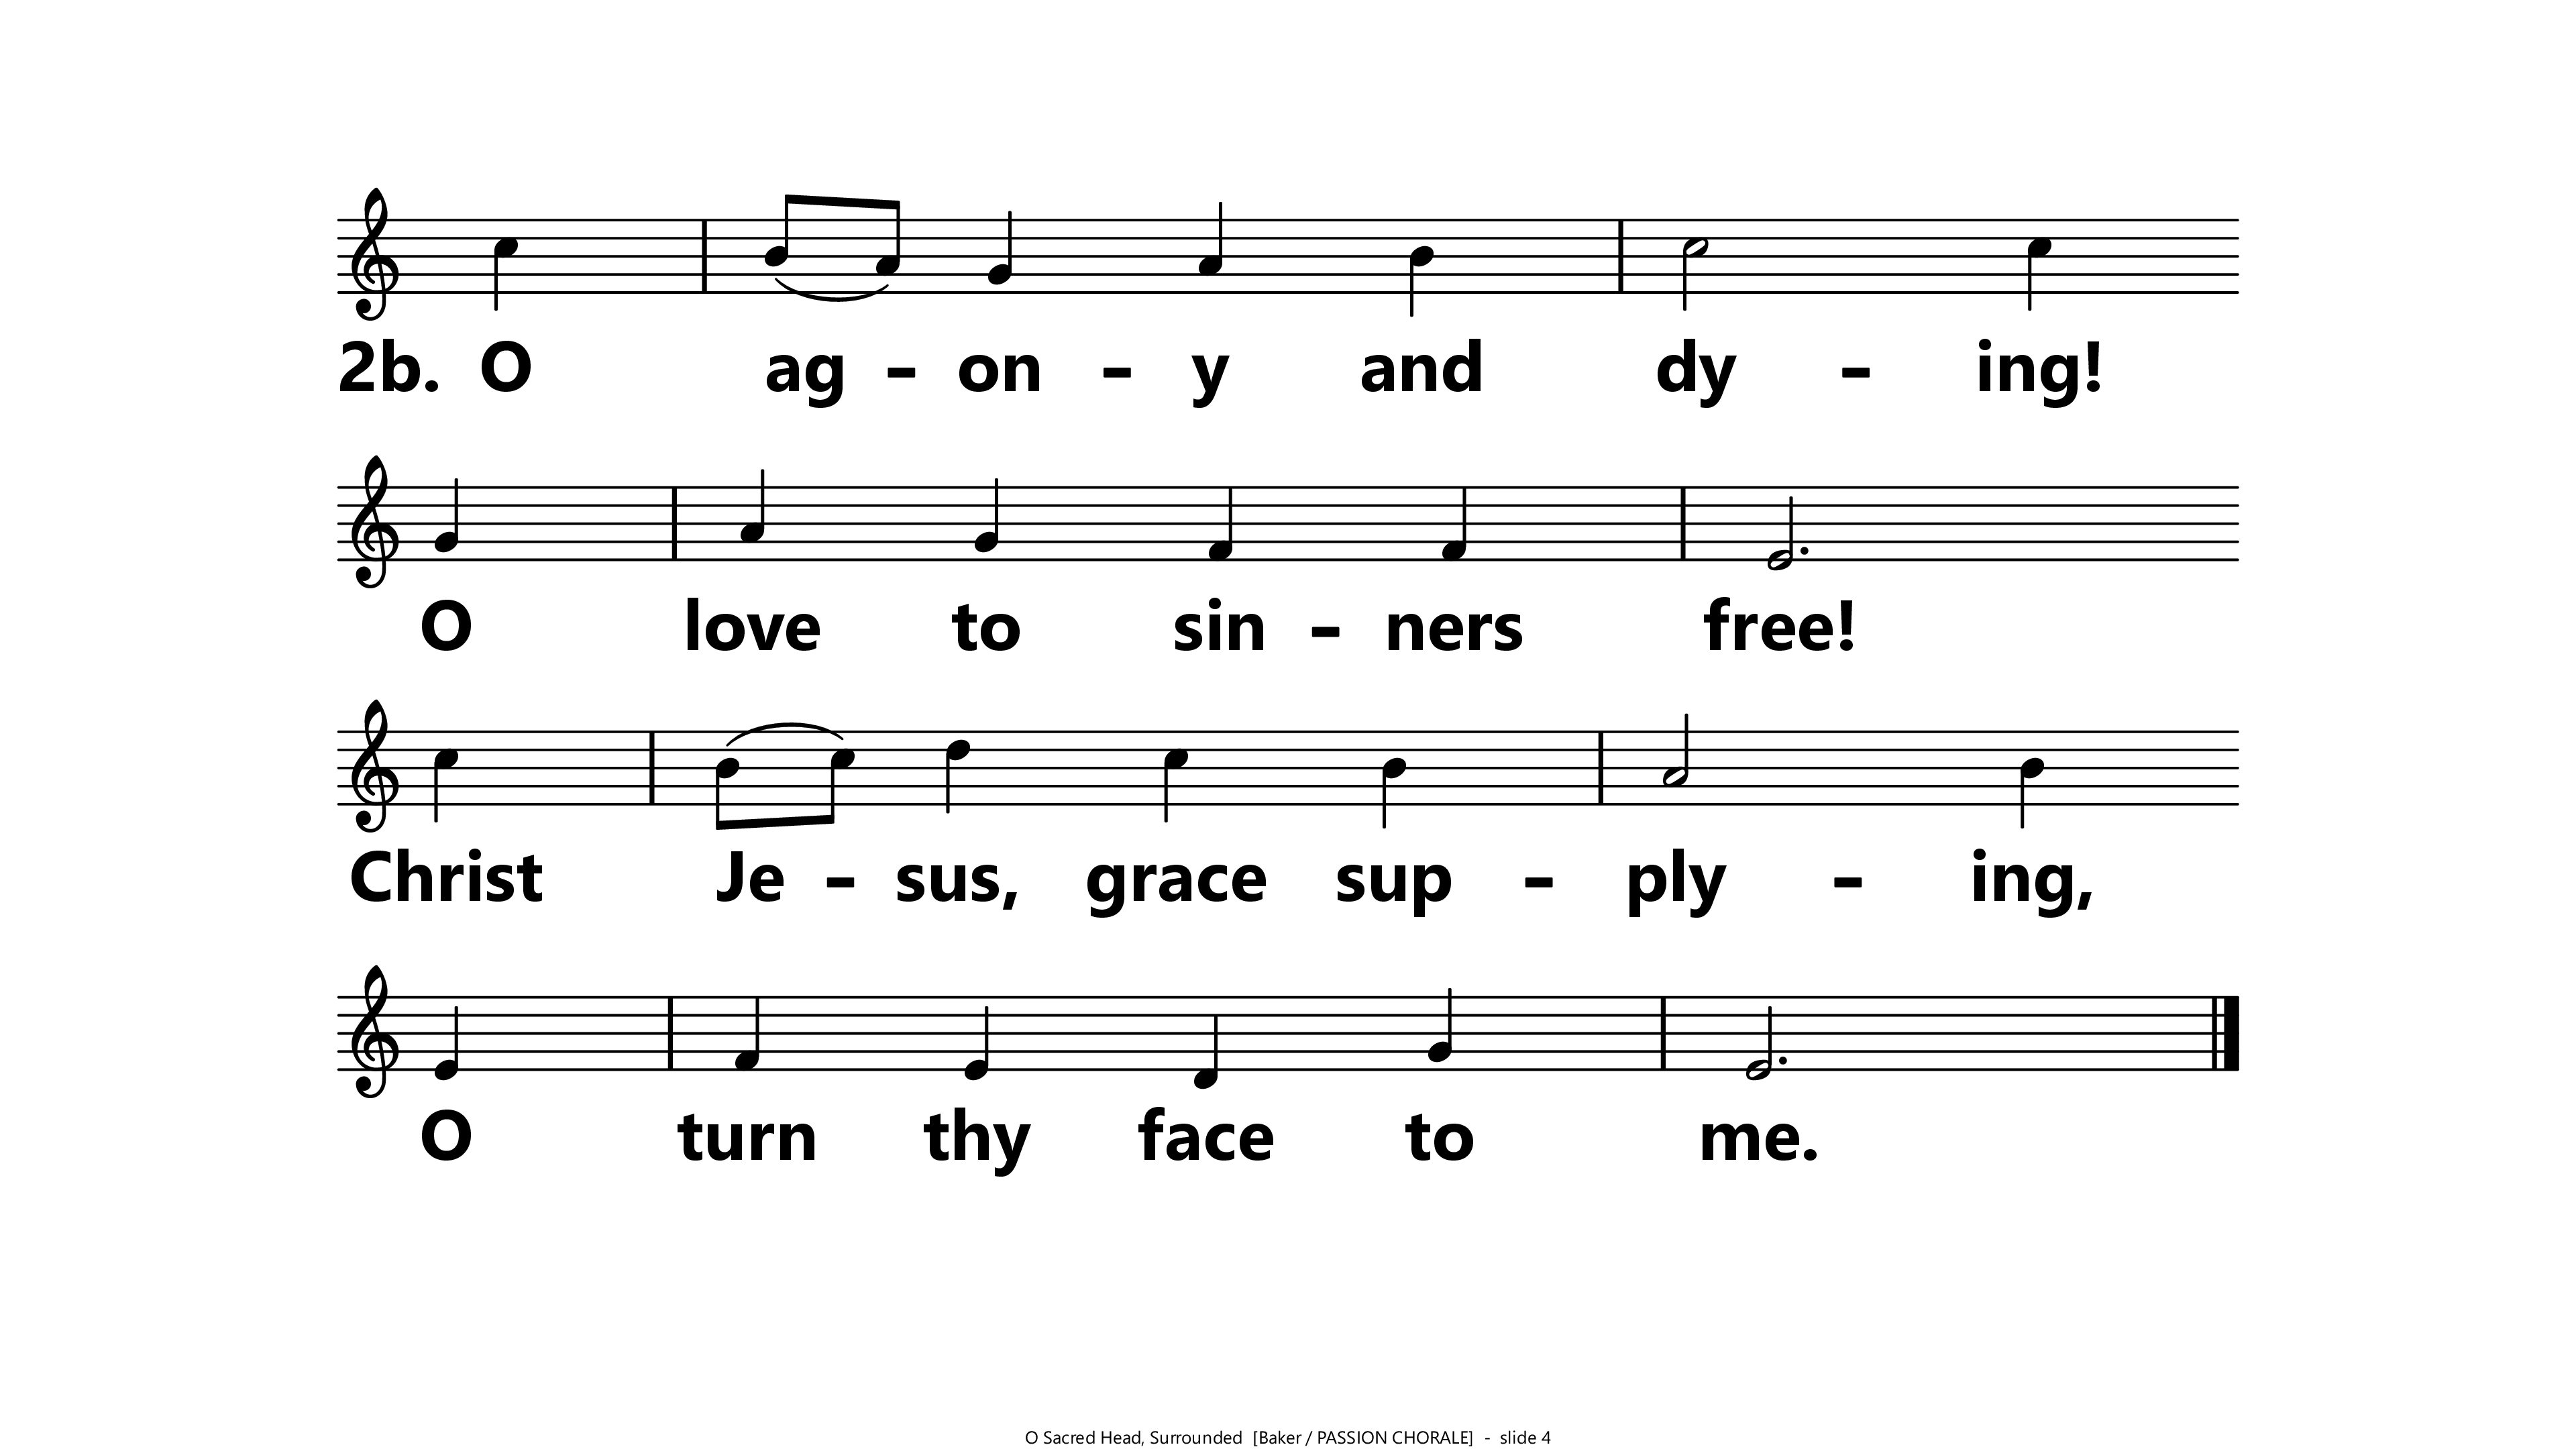 2b. O ag - on - y and dy - ing!
O love to sin - ners free!
Christ Je - sus, grace sup - ply - ing,
O turn thy face to me.
O Sacred Head, Surrounded [Baker / PASSION CHORALE] - slide 4